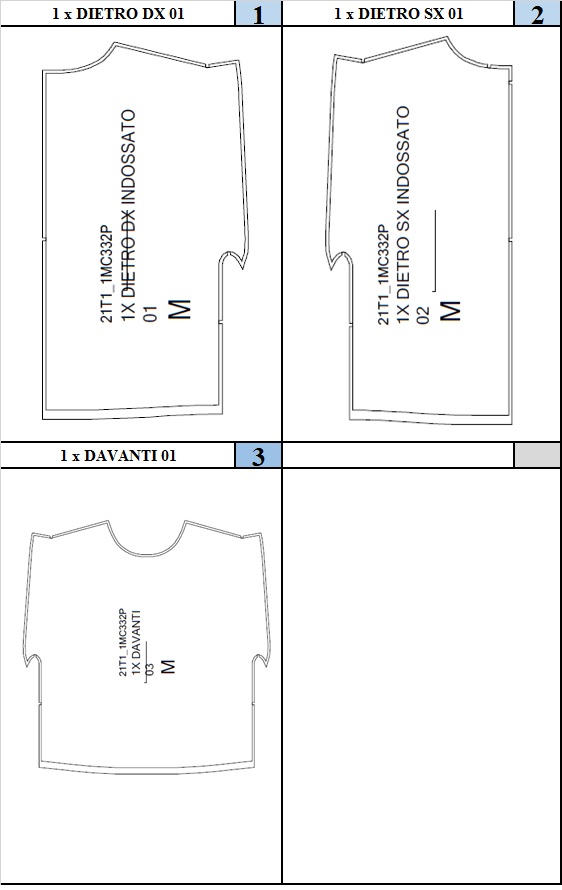 1 x DIETRO DX 01
1
1 x DIETRO SX 01
2
21T1_1MC332P
1X DIETRO DX INDOSSATO
01
M
21T1_1MC332P
1X DIETRO SX INDOSSATO
02
M
1 x DAVANTI 01
3
21T1_1MC332P
1X DAVANTI
03
M